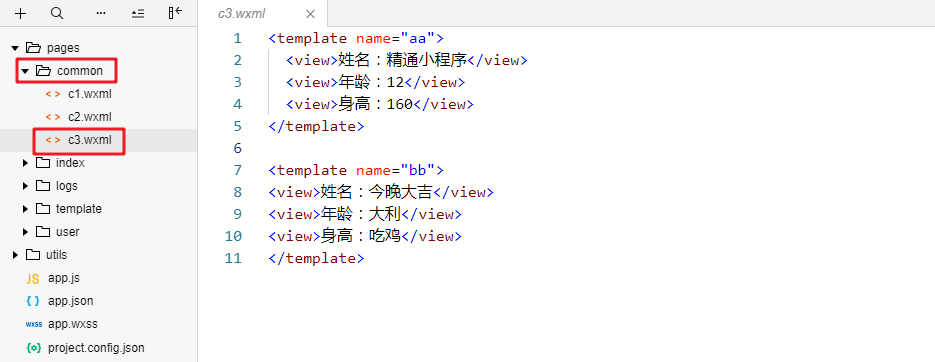 c3.wxml
pages
common
c1.wxml
c2.wxml
c3.wxml
index
logs
template
user
utils
JS app.js
{ } app.json
wxss app.wxss
{o} project.config.json
1 <template name="aa">
2 <view>姓名：精通小程序</view>
3 <view>年龄：12</view>
4 <view>身高：160</view>
5 </template>
6
7 <template name="bb">
8 <view>姓名：今晚大吉</view>
9 <view>年龄：大利</view>
10 <view>身高：吃鸡</view>
11 </template>